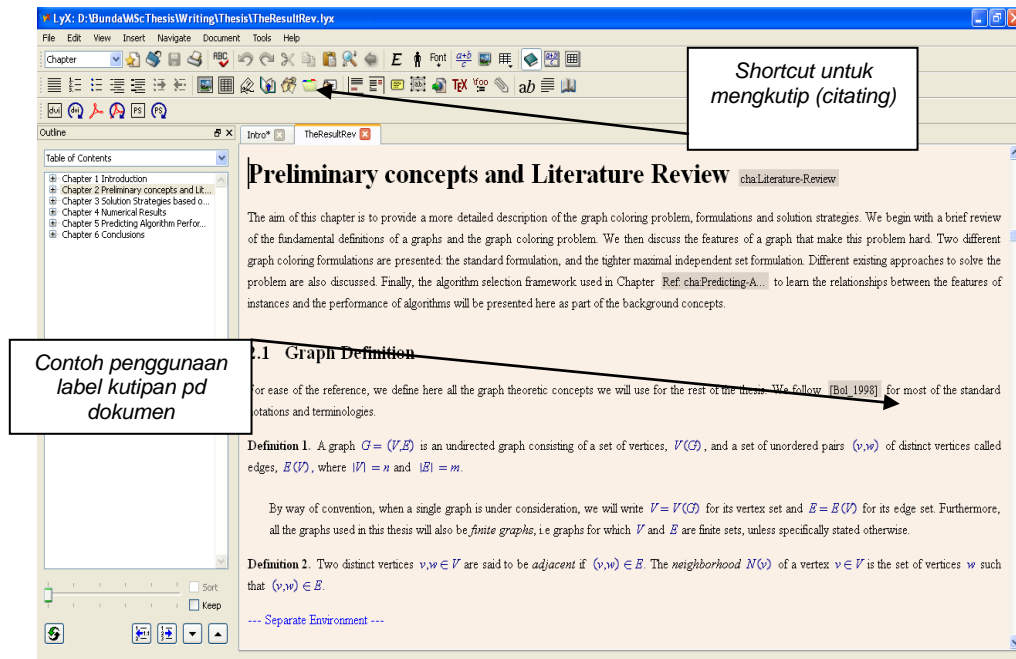 LyX: D:\Bunda\MScThesis\Writing\Thesis\TheResultRev.lyx
File Edit View Insert Navigate Document Tools Help
Chapter
Shortcut untuk
mengkutip (citating)
Outline
Intro* TheResultRev
Table of Contents
Chapter 1 Introduction
Chapter 2 Preliminary concepts and Lit...
Chapter 3 Solution Strategies based o...
Chapter 4 Numerical Results
Chapter 5 Predicting Algorithm Perfor...
Chapter 6 Conclusions
Preliminary concepts and Literature Review cha:Literature-Review
The aim of this chapter is to provide a more detailed description of the graph coloring problem, formulations and solution strategies. We begin with a brief review
of the fundamental definitions of a graphs and the graph coloring problem. We then discuss the features of a graph that make this problem hard. Two different
graph coloring formulations are presented: the standard formulation, and the tighter maximal independent set formulation. Different existing approaches to solve the
problem are also discussed. Finally, the algorithm selection framework used in Chapter Ref: cha:Predicting-A... to learn the relationships between the features of
instances and the performance of algorithms will be presented here as part of the background concepts.
Contoh penggunaan
label kutipan pd
dokumen
2.1 Graph Definition
For ease of the reference, we define here all the graph theoretic concepts we will use for the rest of the thesis. We follow [Bol_1998] for most of the standard
notations and terminologies.
Definition 1. A graph G = (V,E) is an undirected graph consisting of a set of vertices, V(G), and a set of unordered pairs (v,w) of distinct vertices called
edges, E(V), where |V| = n and |E| = m.
By way of convention, when a single graph is under consideration, we will write V = V(G) for its vertex set and E = E(V) for its edge set. Furthermore,
all the graphs used in this thesis will also be finite graphs, i.e graphs for which V and E are finite sets, unless specifically stated otherwise.
Definition 2. Two distinct vertices v,w ∈ V are said to be adjacent if (v,w) ∈ E. The neighborhood N(v) of a vertex v ∈ V is the set of vertices w such
that (v,w) ∈ E.
--- Separate Environment ---
Sort
Keep